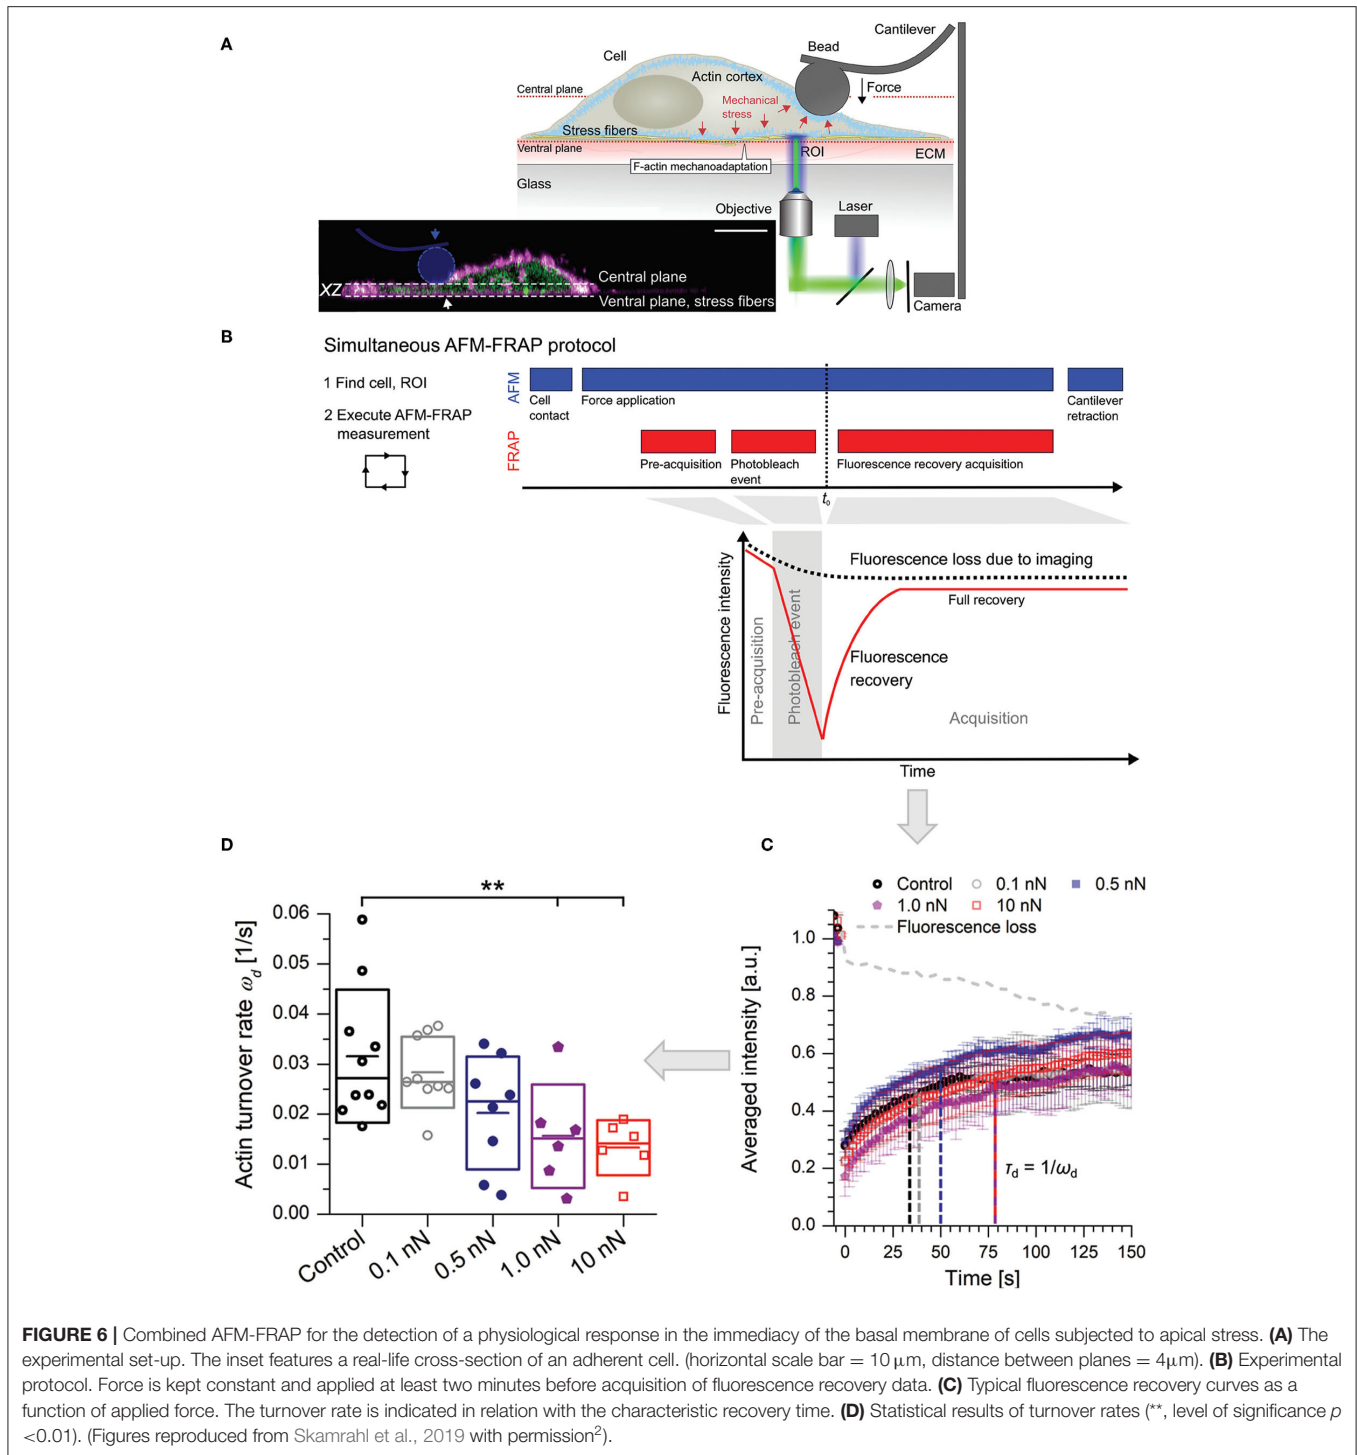 A
Cantilever
Bead
Cell
Actin cortex
Force
Central plane
Mechanical
stress
Stress fibers
Ventral plane
ROI
ECM
F-actin mechanoadaptation
Glass
Objective
Laser
Central plane
XZ
Ventral plane, stress fibers
Camera
B
Simultaneous AFM-FRAP protocol
1 Find cell, ROI
2 Execute AFM-FRAP
measurement
AFM
Cell
contact
Force application
Cantilever
retraction
FRAP
Pre-acquisition
Photobleach
event
Fluorescence recovery acquisition
t₀
Fluorescence intensity
Pre-acquisition
Photobleach event
Fluorescence loss due to imaging
Full recovery
Fluorescence
recovery
Acquisition
Time
D
**
Actin turnover rate ω_d [1/s]
0.06
0.05
0.04
0.03
0.02
0.01
0.00
Control
0.1 nN
0.5 nN
1.0 nN
10 nN
C
Control 0.1 nN 0.5 nN
1.0 nN 10 nN
Fluorescence loss
Averaged intensity [a.u.]
1.0
0.8
0.6
0.4
0.2
0.0
τ_d = 1/ω_d
0 25 50 75 100 125 150
Time [s]
FIGURE 6 | Combined AFM-FRAP for the detection of a physiological response in the immediacy of the basal membrane of cells subjected to apical stress. (A) The
experimental set-up. The inset features a real-life cross-section of an adherent cell. (horizontal scale bar = 10 μm, distance between planes = 4μm). (B) Experimental
protocol. Force is kept constant and applied at least two minutes before acquisition of fluorescence recovery data. (C) Typical fluorescence recovery curves as a
function of applied force. The turnover rate is indicated in relation with the characteristic recovery time. (D) Statistical results of turnover rates (**, level of significance p
<0.01). (Figures reproduced from Skamrahl et al., 2019 with permission²).